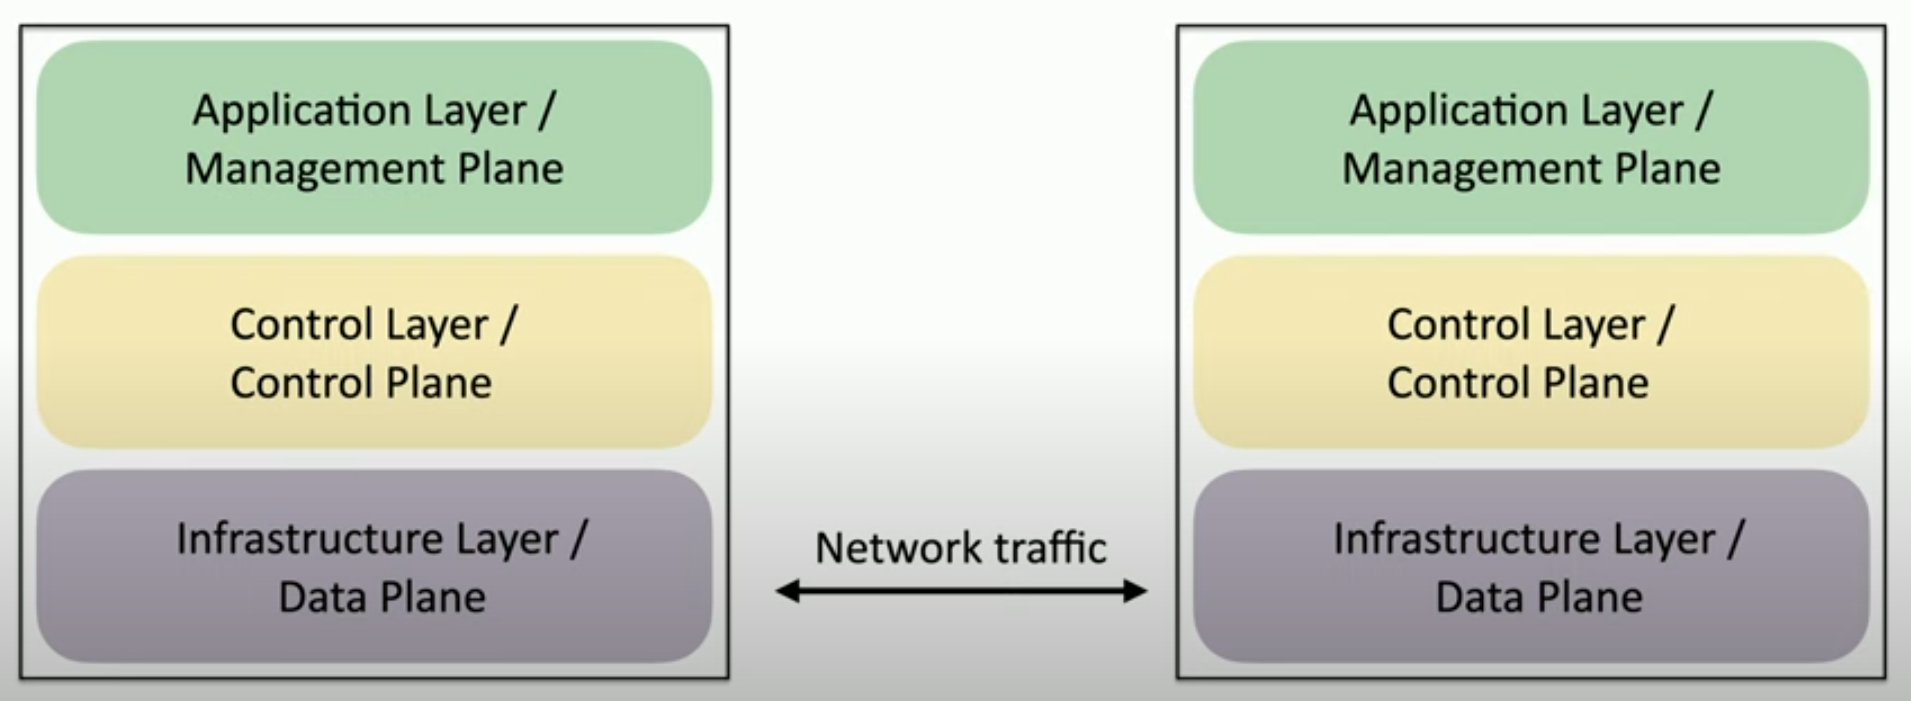 Application Layer /
Management Plane
Control Layer /
Control Plane
Infrastructure Layer /
Data Plane
Network traffic
Application Layer /
Management Plane
Control Layer /
Control Plane
Infrastructure Layer /
Data Plane